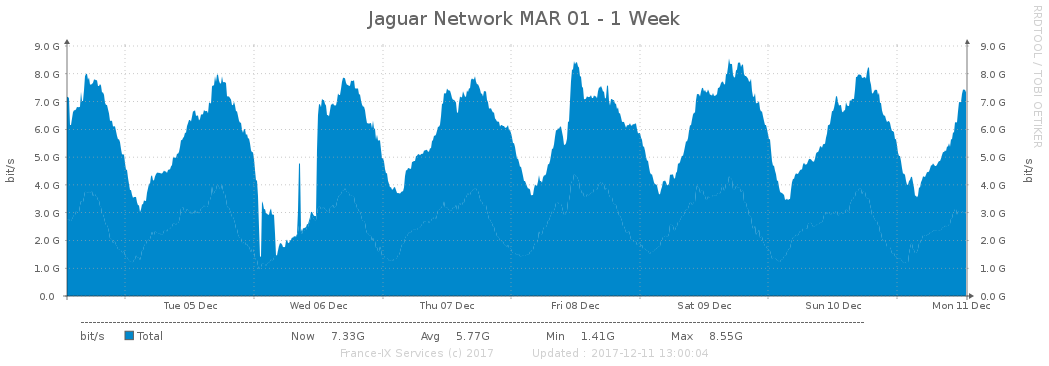 Jaguar Network MAR 01 - 1 Week
RRDTOOL / TOBI OETIKER
9.0 G 9.0 G
8.0 G 8.0 G
7.0 G 7.0 G
6.0 G 6.0 G
5.0 G 5.0 G
4.0 G 4.0 G
3.0 G 3.0 G
2.0 G 2.0 G
1.0 G 1.0 G
0.0 0.0 G
bit/s bit/s
Tue 05 Dec Wed 06 Dec Thu 07 Dec Fri 08 Dec Sat 09 Dec Sun 10 Dec Mon 11 Dec
bit/s Total Now 7.33G Avg 5.77G Min 1.41G Max 8.55G
France-IX Services (c) 2017 Updated : 2017-12-11 13:00:04